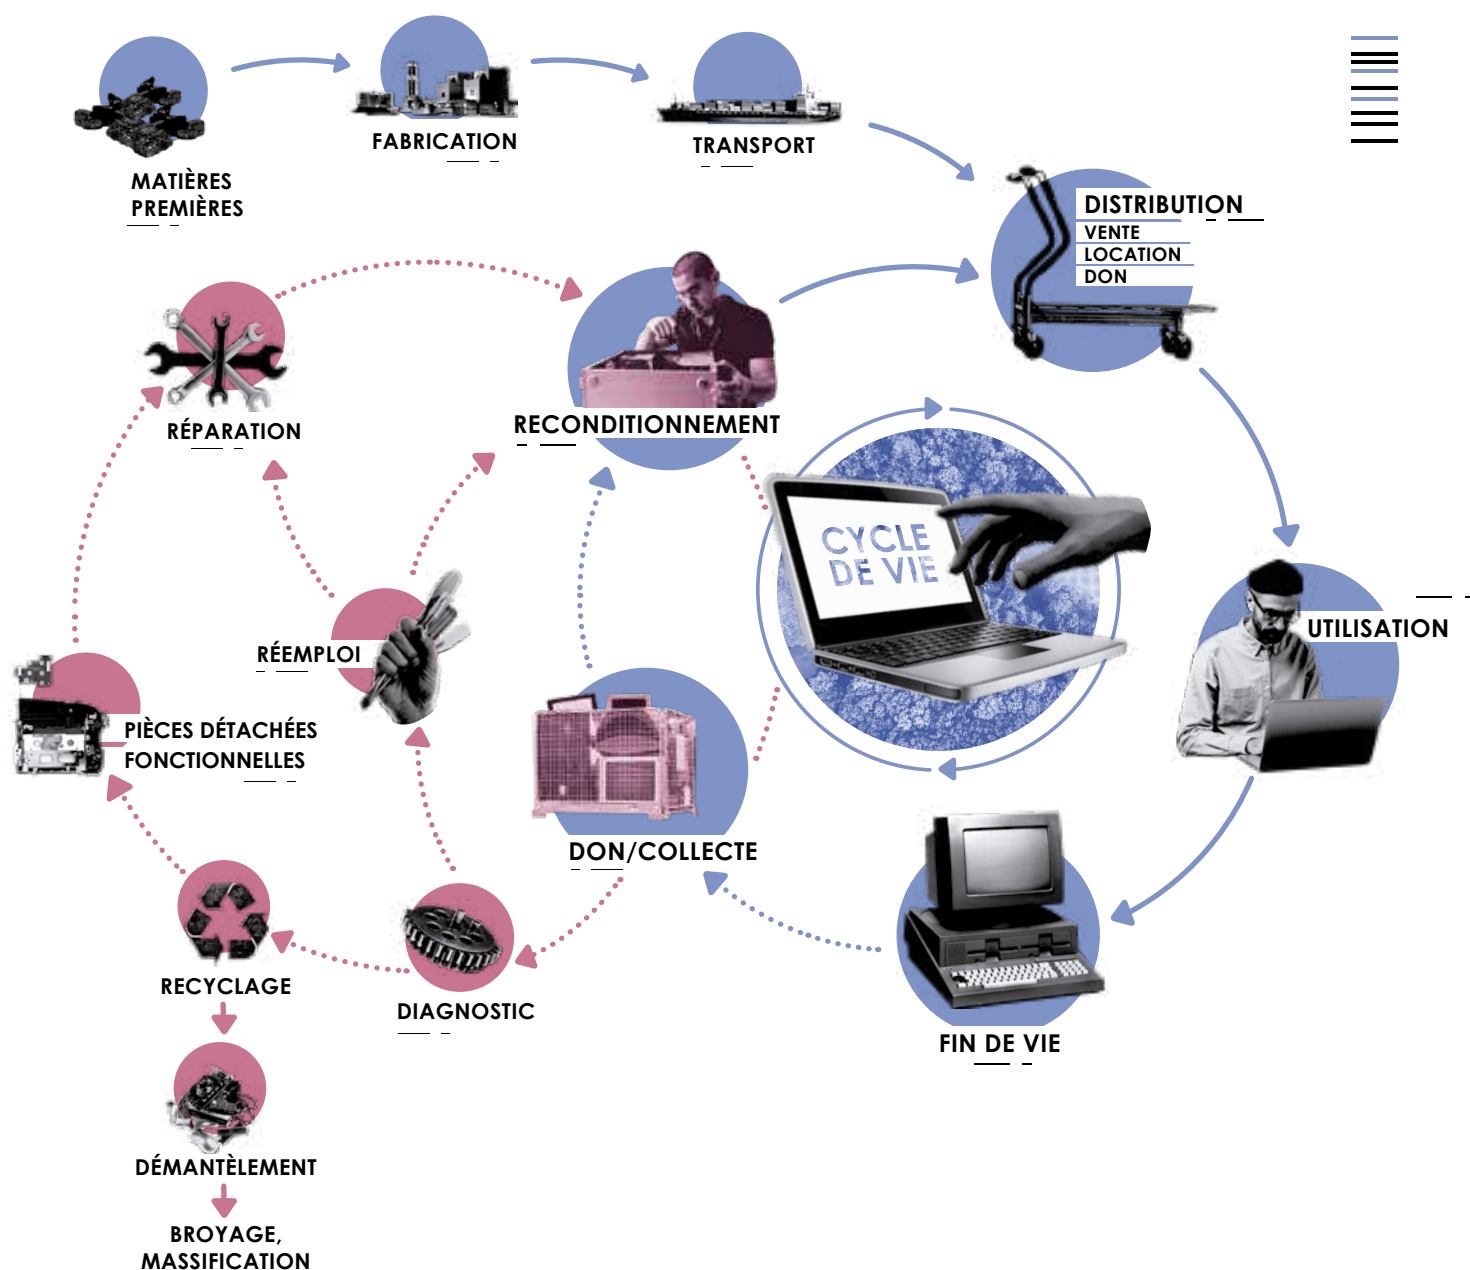 FABRICATION
TRANSPORT
MATIÈRES
PREMIÈRES
DISTRIBUTION
VENTE
LOCATION
DON
RÉPARATION
RECONDITIONNEMENT
CYCLE
DE VIE
UTILISATION
RÉEMPLOI
PIÈCES DÉTACHÉES
FONCTIONNELLES
DON/COLLECTE
RECYCLAGE
DIAGNOSTIC
FIN DE VIE
DÉMANTÈLEMENT
BROYAGE,
MASSIFICATION